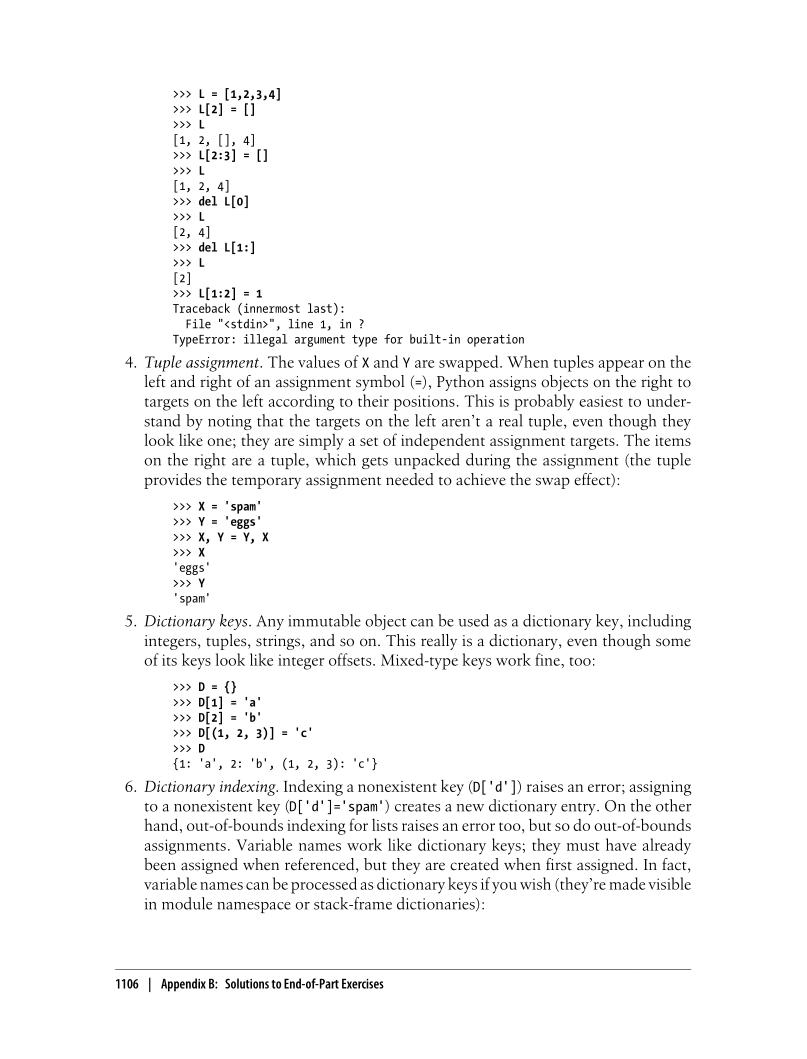 >>> L = [1,2,3,4]
>>> L[2] = []
>>> L
[1, 2, [], 4]
>>> L[2:3] = []
>>> L
[1, 2, 4]
>>> del L[0]
>>> L
[2, 4]
>>> del L[1:]
>>> L
[2]
>>> L[1:2] = 1
Traceback (innermost last):
  File "<stdin>", line 1, in ?
TypeError: illegal argument type for built-in operation
4. Tuple assignment. The values of X and Y are swapped. When tuples appear on the
left and right of an assignment symbol (=), Python assigns objects on the right to
targets on the left according to their positions. This is probably easiest to under-
stand by noting that the targets on the left aren’t a real tuple, even though they
look like one; they are simply a set of independent assignment targets. The items
on the right are a tuple, which gets unpacked during the assignment (the tuple
provides the temporary assignment needed to achieve the swap effect):
>>> X = 'spam'
>>> Y = 'eggs'
>>> X, Y = Y, X
>>> X
'eggs'
>>> Y
'spam'
5. Dictionary keys. Any immutable object can be used as a dictionary key, including
integers, tuples, strings, and so on. This really is a dictionary, even though some
of its keys look like integer offsets. Mixed-type keys work fine, too:
>>> D = {}
>>> D[1] = 'a'
>>> D[2] = 'b'
>>> D[(1, 2, 3)] = 'c'
>>> D
{1: 'a', 2: 'b', (1, 2, 3): 'c'}
6. Dictionary indexing. Indexing a nonexistent key (D['d']) raises an error; assigning
to a nonexistent key (D['d']='spam') creates a new dictionary entry. On the other
hand, out-of-bounds indexing for lists raises an error too, but so do out-of-bounds
assignments. Variable names work like dictionary keys; they must have already
been assigned when referenced, but they are created when first assigned. In fact,
variable names can be processed as dictionary keys if you wish (they’re made visible
in module namespace or stack-frame dictionaries):
1106 | Appendix B: Solutions to End-of-Part Exercises